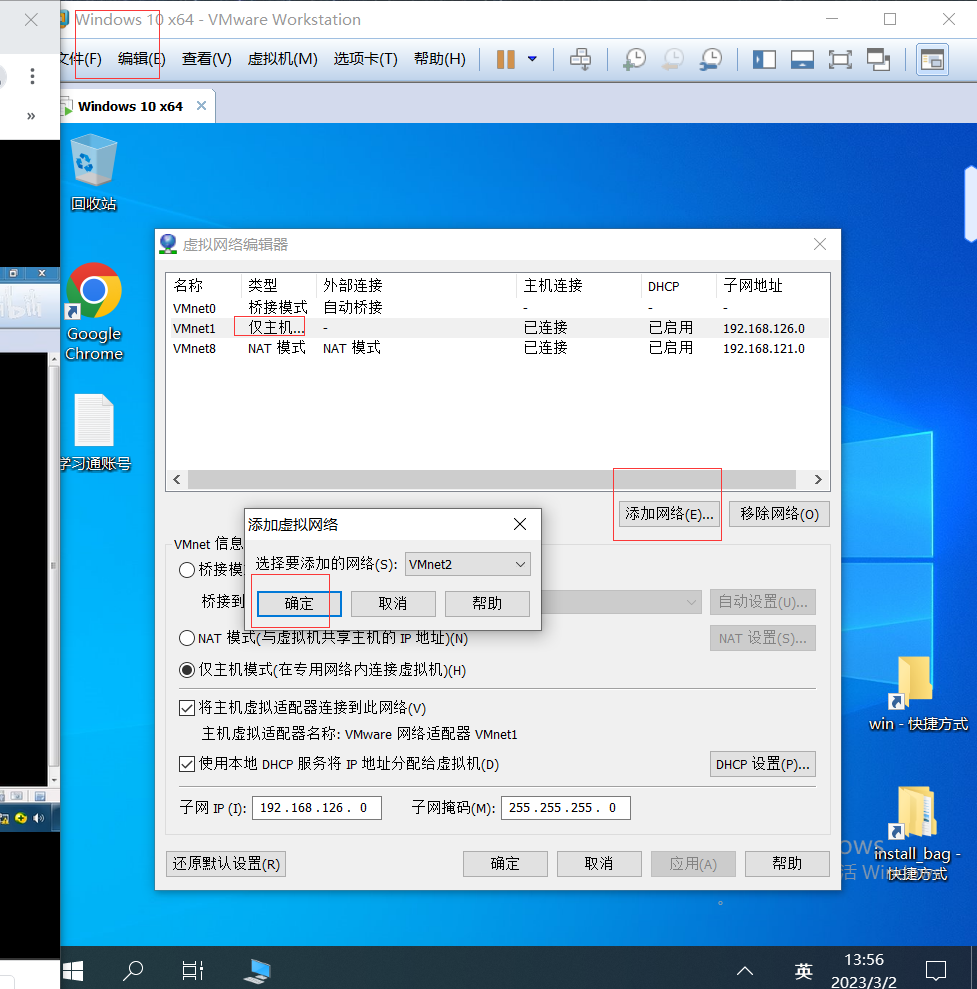 Windows 10 x64 - VMware Workstation
文件(F) 编辑(E) 查看(V) 虚拟机(M) 选项卡(T) 帮助(H)
Windows 10 x64
回收站
Google
Chrome
学习通账号
虚拟网络编辑器
名称 类型 外部连接 主机连接 DHCP 子网地址
VMnet0 桥接模式 自动桥接 - - -
VMnet1 仅主机... - 已连接 已启用 192.168.126.0
VMnet8 NAT 模式 NAT 模式 已连接 已启用 192.168.121.0
添加网络(E)... 移除网络(O)
添加虚拟网络
选择要添加的网络(S): VMnet2
确定 取消 帮助
VMnet 信息
桥接模
桥接到 自动设置(U)...
NAT 模式(与虚拟机共享主机的 IP 地址)(N) NAT 设置(S)...
仅主机模式(在专用网络内连接虚拟机)(H)
将主机虚拟适配器连接到此网络(V)
主机虚拟适配器名称: VMware 网络适配器 VMnet1
使用本地 DHCP 服务将 IP 地址分配给虚拟机(D) DHCP 设置(P)...
子网 IP (I): 192 . 168 . 126 . 0 子网掩码(M): 255 . 255 . 255 . 0
还原默认设置(R) 确定 取消 应用(A) 帮助
win - 快捷方式
install_bag -
快捷方式
英
13:56
2023/3/2